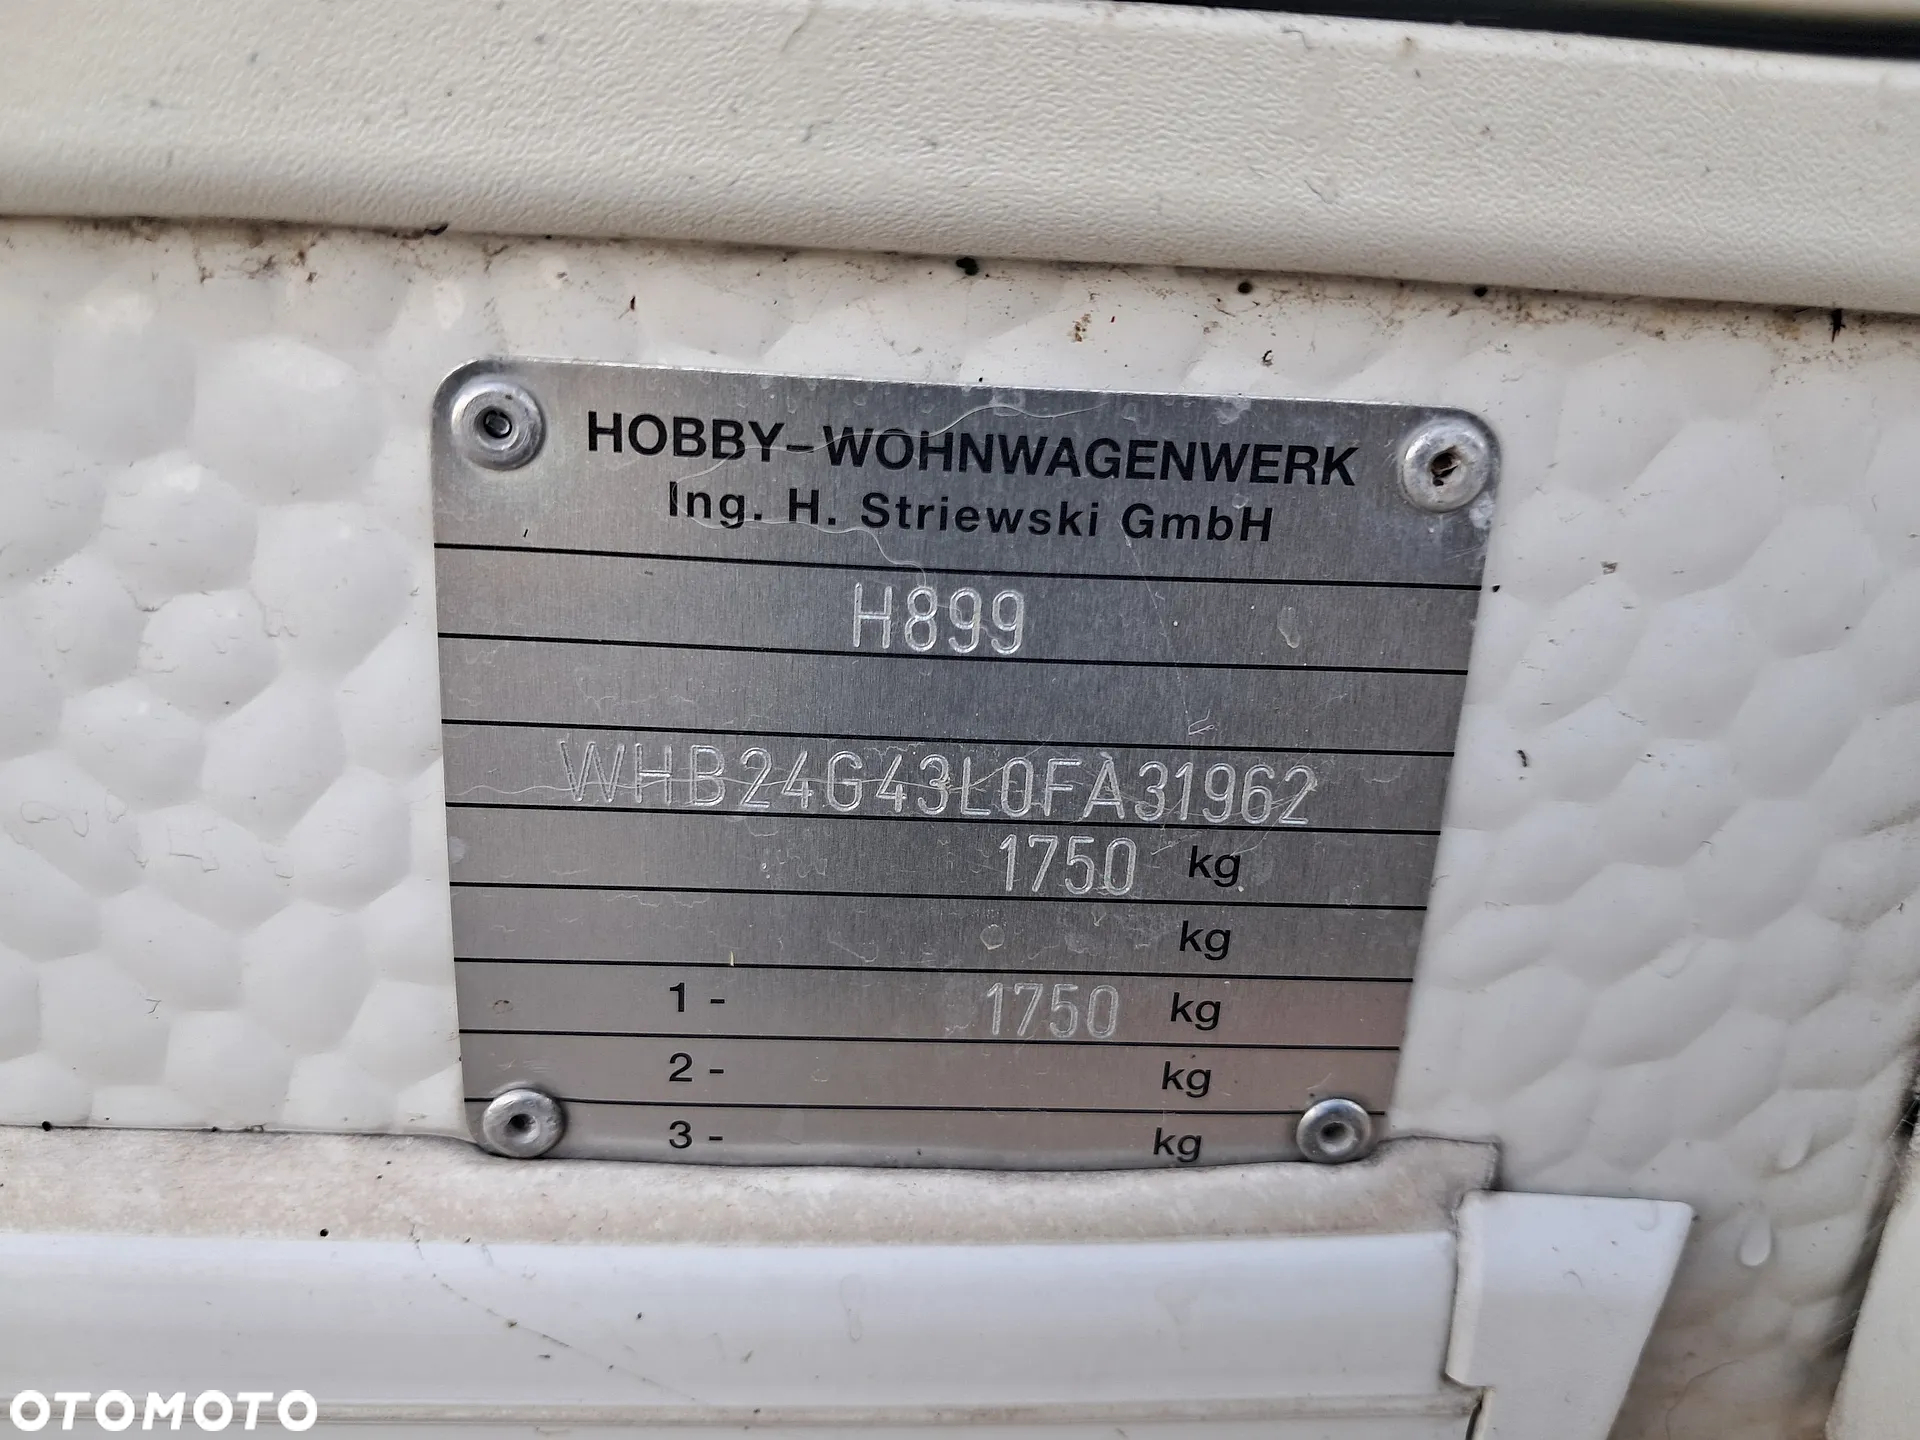 HOBBY-WOHNWAGENWERK
Ing. H. Striewski GmbH
H899
WHB24G43L0FA31962
1750 kg
kg
1 - 1750 kg
2 - kg
3 - kg
OTOMOTO